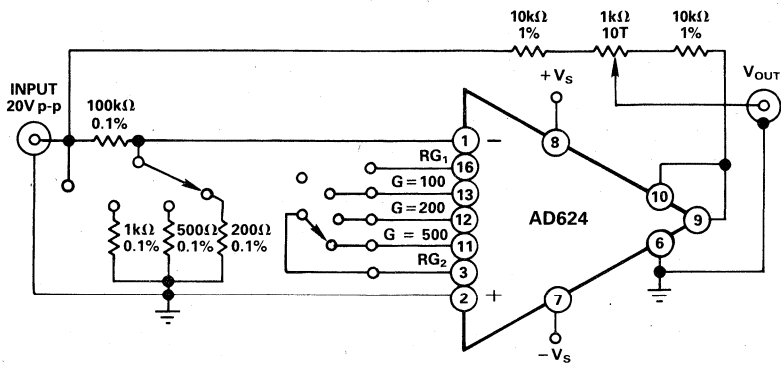 10kΩ 1kΩ 10kΩ
1% 10T 1%
INPUT
20V p-p
100kΩ
0.1%
+VS
VOUT
1 −
8
RG1
16
G=100
13
10
G=200
12
AD624
9
1kΩ 500Ω 200Ω
0.1% 0.1% 0.1%
G = 500
11
6
RG2
3
2 +
7
−VS